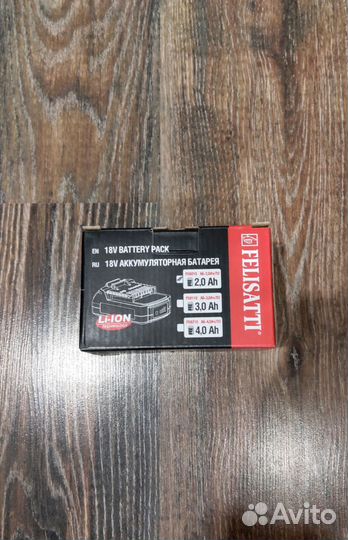 EN 18V BATTERY PACK
RU 18V АККУМУЛЯТОРНАЯ БАТАРЕЯ
2,0 Ah
3,0 Ah
4,0 Ah
Li-ION
FELISATTI
Avito